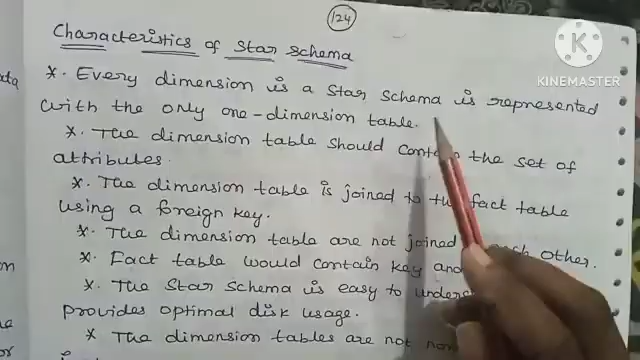 124
Characteristics of Star Schema
*. Every dimension is a Star Schema is represented
with the only one-dimension table.
*. The dimension table should contain the set of
attributes.
*. The dimension table is joined to the fact table
using a foreign key.
*. The dimension table are not joined each other.
*. Fact table would contain key and
*. The Star Schema is easy to
provides optimal disk usage.
*. The dimension tables are not
KINEMASTER